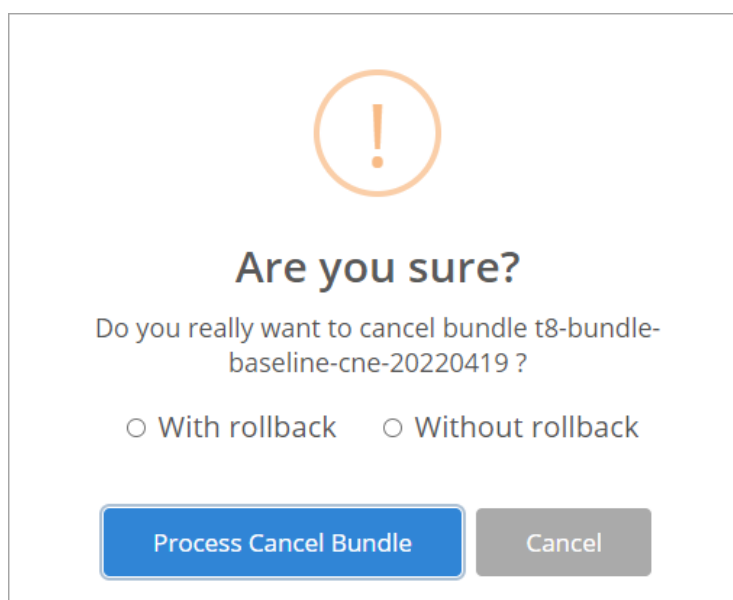 !
Are you sure?
Do you really want to cancel bundle t8-bundle-
baseline-cne-20220419 ?
With rollback Without rollback
Process Cancel Bundle Cancel